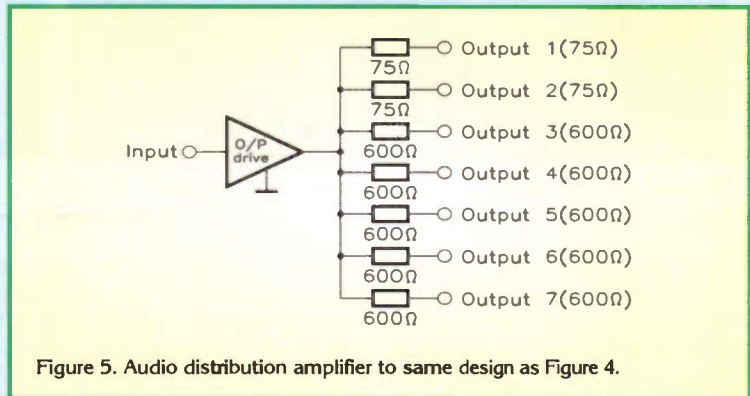 Output 1(75Ω)
75Ω
Output 2(75Ω)
75Ω
Input
O/P
drive
Output 3(600Ω)
600Ω
Output 4(600Ω)
600Ω
Output 5(600Ω)
600Ω
Output 6(600Ω)
600Ω
Output 7(600Ω)
600Ω
Figure 5. Audio distribution amplifier to same design as Figure 4.